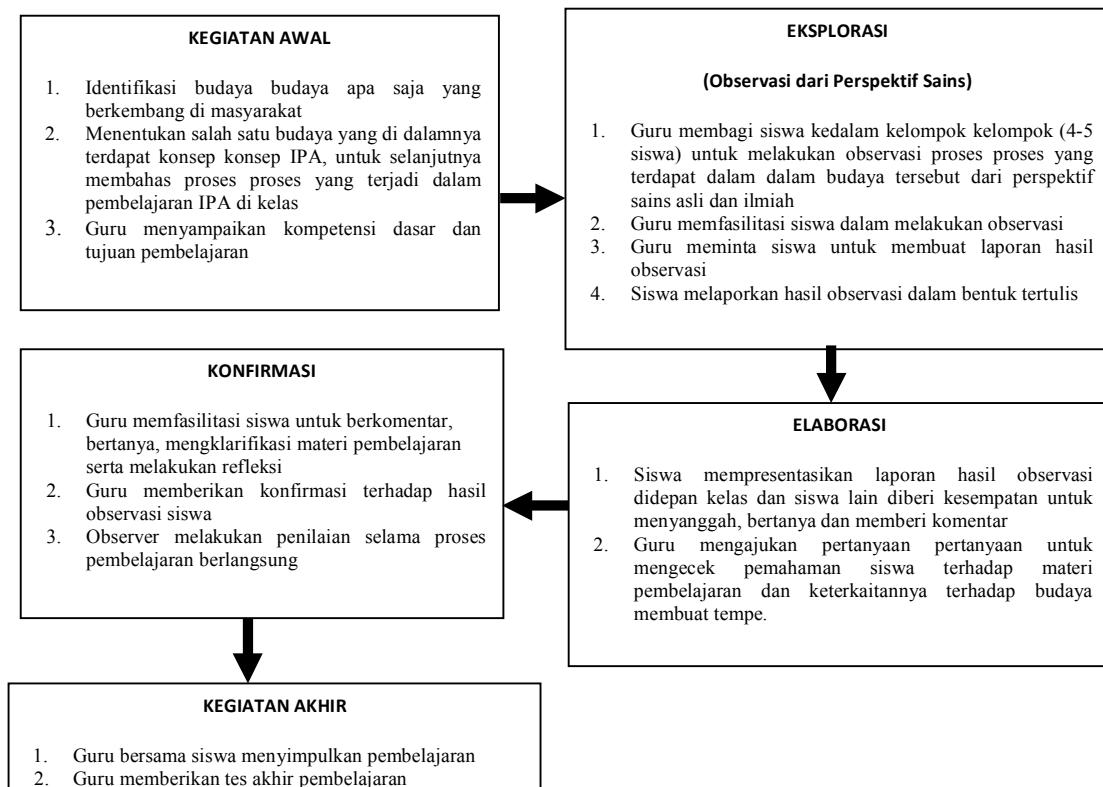 KEGIATAN AWAL
1. Identifikasi budaya budaya apa saja yang
berkembang di masyarakat
2. Menentukan salah satu budaya yang di dalamnya
terdapat konsep konsep IPA, untuk selanjutnya
membahas proses proses yang terjadi dalam
pembelajaran IPA di kelas
3. Guru menyampaikan kompetensi dasar dan
tujuan pembelajaran
EKSPLORASI
(Observasi dari Perspektif Sains)
1. Guru membagi siswa kedalam kelompok kelompok (4-5
siswa) untuk melakukan observasi proses proses yang
terdapat dalam dalam budaya tersebut dari perspektif
sains asli dan ilmiah
2. Guru memfasilitasi siswa dalam melakukan observasi
3. Guru meminta siswa untuk membuat laporan hasil
observasi
4. Siswa melaporkan hasil observasi dalam bentuk tertulis
ELABORASI
1. Siswa mempresentasikan laporan hasil observasi
didepan kelas dan siswa lain diberi kesempatan untuk
menyanggah, bertanya dan memberi komentar
2. Guru mengajukan pertanyaan pertanyaan untuk
mengecek pemahaman siswa terhadap materi
pembelajaran dan keterkaitannya terhadap budaya
membuat tempe.
KONFIRMASI
1. Guru memfasilitasi siswa untuk berkomentar,
bertanya, mengklarifikasi materi pembelajaran
serta melakukan refleksi
2. Guru memberikan konfirmasi terhadap hasil
observasi siswa
3. Observer melakukan penilaian selama proses
pembelajaran berlangsung
KEGIATAN AKHIR
1. Guru bersama siswa menyimpulkan pembelajaran
2. Guru memberikan tes akhir pembelajaran